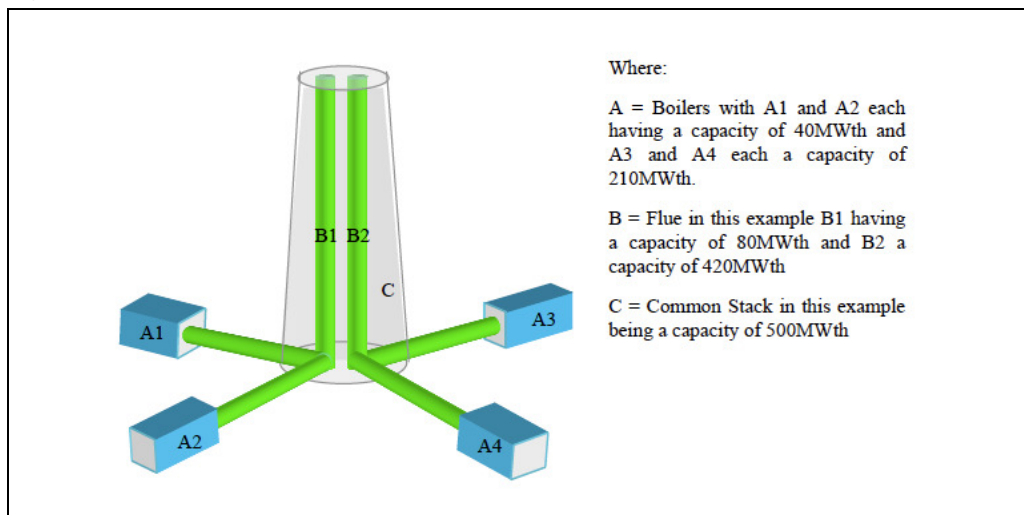 Where:
A = Boilers with A1 and A2 each
having a capacity of 40MWth and
A3 and A4 each a capacity of
210MWth.
B = Flue in this example B1 having
a capacity of 80MWth and B2 a
capacity of 420MWth
C = Common Stack in this example
being a capacity of 500MWth
B1 B2
C
A1
A3
A2
A4